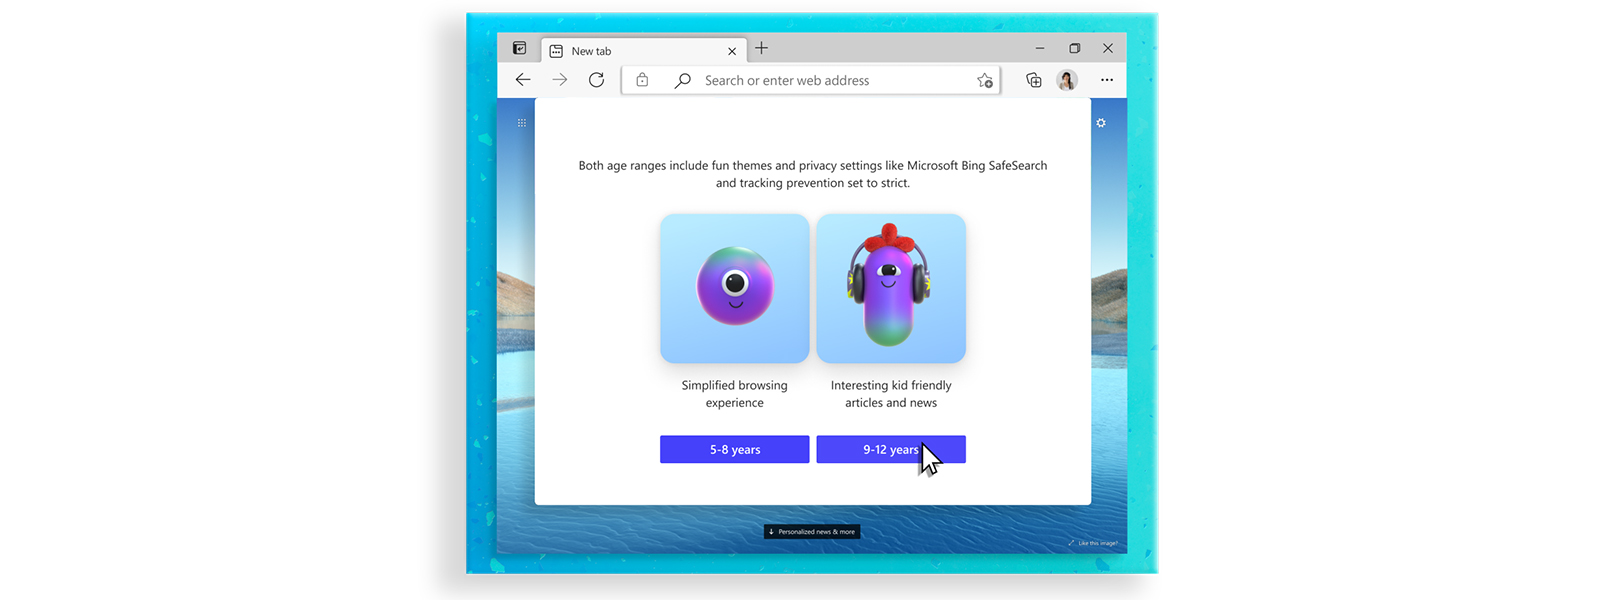 New tab
Search or enter web address
Both age ranges include fun themes and privacy settings like Microsoft Bing SafeSearch
and tracking prevention set to strict.
Simplified browsing
experience
Interesting kid friendly
articles and news
5-8 years
9-12 years
Personalized news & more
Like this image?